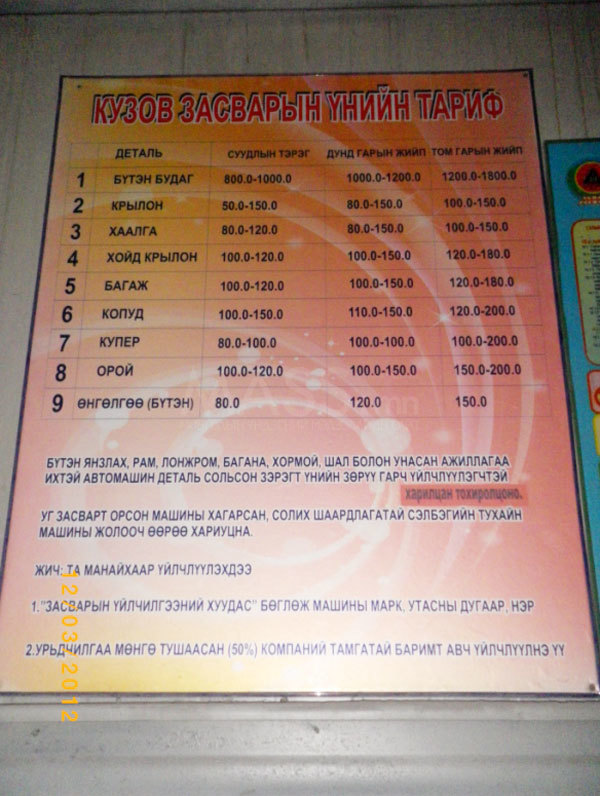 КУЗОВ ЗАСВАРЫН ҮНИЙН ТАРИФ
ДЕТАЛЬ СУУДЛЫН ТЭРЭГ ДУНД ГАРЫН ЖИЙП ТОМ ГАРЫН ЖИЙП
1 БҮТЭН БУДАГ 800.0-1000.0 1000.0-1200.0 1200.0-1800.0
2 КРЫЛОН 50.0-150.0 80.0-150.0 100.0-150.0
3 ХААЛГА 80.0-120.0 80.0-150.0 100.0-150.0
4 ХОЙД КРЫЛОН 100.0-120.0 100.0-150.0 120.0-180.0
5 БАГАЖ 100.0-120.0 100.0-150.0 120.0-180.0
6 КОПУД 100.0-150.0 110.0-150.0 120.0-200.0
7 КУПЕР 80.0-100.0 100.0-100.0 100.0-200.0
8 ОРОЙ 100.0-120.0 100.0-150.0 150.0-200.0
9 ӨНГӨЛГӨӨ (БҮТЭН) 80.0 120.0 150.0
БҮТЭН ЯНЗЛАХ, РАМ, ЛОНЖРОМ, БАГАНА, ХОРМОЙ, ШАЛ БОЛОН УНАСАН АЖИЛЛАГАА
ИХТЭЙ АВТОМАШИН ДЕТАЛЬ СОЛЬСОН ЗЭРЭГТ ҮНИЙН ЗӨРҮҮ ГАРЧ ҮЙЛЧЛҮҮЛЭГЧТЭЙ
ХАРИЛЦАН ТОХИРОЛЦОНО.
УГ ЗАСВАРТ ОРСОН МАШИНЫ ХАГАРСАН, СОЛИХ ШААРДЛАГАТАЙ СЭЛБЭГИЙН ТУХАЙН
МАШИНЫ ЖОЛООЧ ӨӨРӨӨ ХАРИУЦНА.
ЖИЧ: ТА МАНАЙХААР ҮЙЛЧЛҮҮЛЭХДЭЭ
1."ЗАСВАРЫН ҮЙЛЧИЛГЭЭНИЙ ХУУДАС" БӨГЛӨЖ МАШИНЫ МАРК, УТАСНЫ ДУГААР, НЭР
2.УРЬДЧИЛГАА МӨНГӨ ТУШААСАН (50%) КОМПАНИЙ ТАМГАТАЙ БАРИМТ АВЧ ҮЙЛЧЛҮҮЛНЭ ҮҮ
12/03/2012